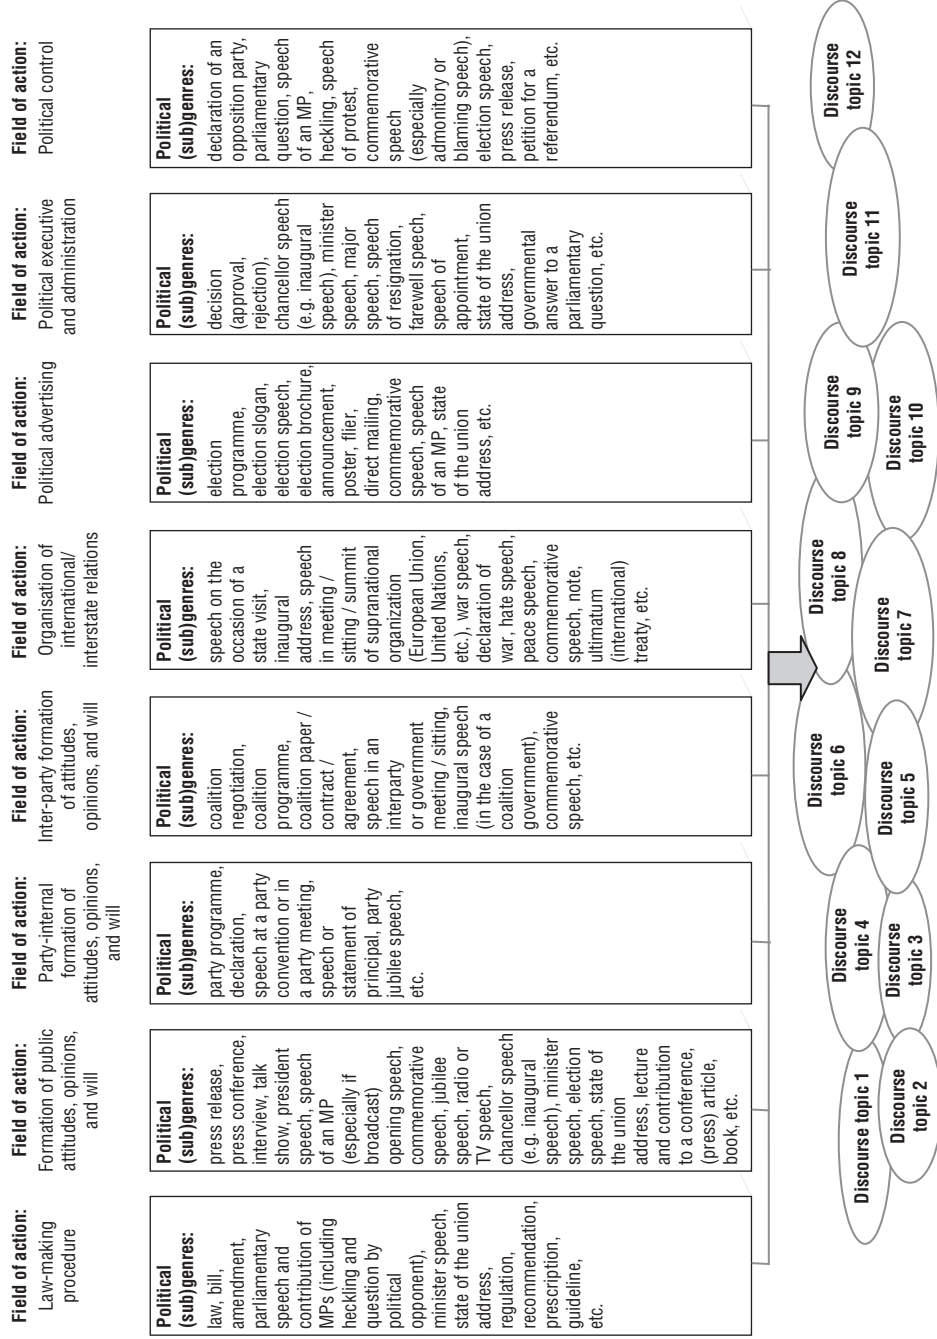 Field of action:
Law-making
procedure
Political
(sub)genres:
law, bill,
amendment,
parliamentary
speech and
contribution of
MPs (including
heckling and
question by
political
opponent),
minister speech,
state of the union
address,
regulation,
recommendation,
prescription,
guideline,
etc.
Field of action:
Formation of public
attitudes, opinions,
and will
Political
(sub)genres:
press release,
press conference,
interview, talk
show, president
speech, speech
of an MP
(especially if
broadcast)
opening speech,
commemorative
speech, jubilee
speech, radio or
TV speech,
chancellor speech
(e.g. inaugural
speech), minister
speech, election
speech, state of
the union
address, lecture
and contribution
to a conference,
(press) article,
book, etc.
Field of action:
Party-internal
formation of
attitudes, opinions,
and will
Political
(sub)genres:
party programme,
declaration,
speech at a party
convention or in
a party meeting,
speech or
statement of
principal, party
jubilee speech,
etc.
Field of action:
Inter-party formation
of attitudes,
opinions, and will
Political
(sub)genres:
coalition
negotiation,
coalition
programme,
coalition paper /
contract /
agreement,
speech in an
interparty
or government
meeting / sitting,
inaugural speech
(in the case of a
coalition
government),
commemorative
speech, etc.
Field of action:
Organisation of
international/
interstate relations
Political
(sub)genres:
speech on the
occasion of a
state visit,
inaugural
address, speech
in meeting /
sitting / summit
of supranational
organization
(European Union,
United Nations,
etc.), war speech,
declaration of
war, hate speech,
peace speech,
commemorative
speech, note,
ultimatum
(international)
treaty, etc.
Field of action:
Political advertising
Political
(sub)genres:
election
programme,
election slogan,
election speech,
election brochure,
announcement,
poster, flier,
direct mailing,
commemorative
speech, speech
of an MP, state
of the union
address, etc.
Field of action:
Political executive
and administration
Political
(sub)genres:
decision
(approval,
rejection),
chancellor speech
(e.g. inaugural
speech), minister
speech, major
speech, speech
of resignation,
farewell speech,
speech of
appointment,
state of the union
address,
governmental
answer to a
parliamentary
question, etc.
Field of action:
Political control
Political
(sub)genres:
declaration of an
opposition party,
parliamentary
question, speech
of an MP,
heckling, speech
of protest,
commemorative
speech
(especially
admonitory or
blaming speech),
election speech,
press release,
petition for a
referendum, etc.
Discourse topic 1
Discourse
topic 2
Discourse
topic 3
Discourse
topic 4
Discourse
topic 5
Discourse
topic 6
Discourse
topic 7
Discourse
topic 8
Discourse
topic 9
Discourse
topic 10
Discourse
topic 11
Discourse
topic 12